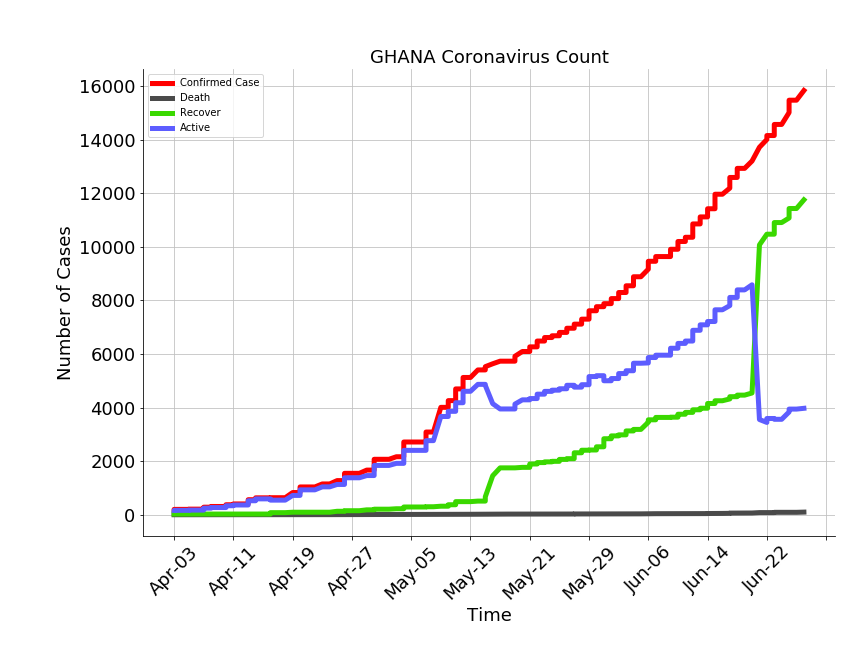 GHANA Coronavirus Count
Confirmed Case
Death
Recover
Active
Number of Cases
16000
14000
12000
10000
8000
6000
4000
2000
0
Apr-03
Apr-11
Apr-19
Apr-27
May-05
May-13
May-21
May-29
Jun-06
Jun-14
Jun-22
Time